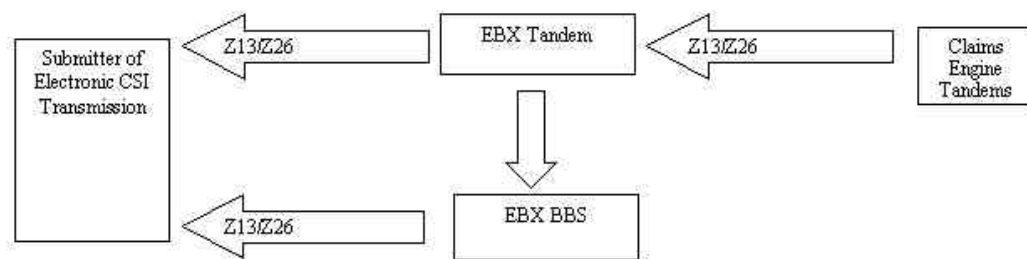 Submitter of
Electronic CSI
Transmission
Z13/Z26
EBX Tandem
Z13/Z26
Claims
Engine
Tandems
EBX BBS
Z13/Z26